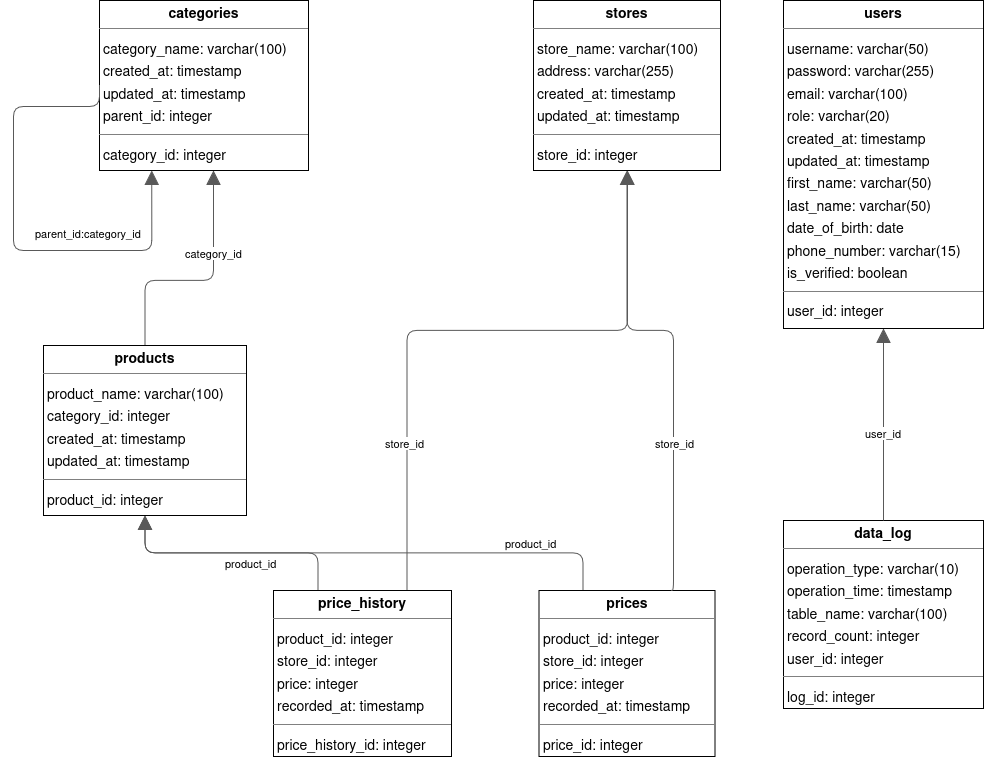 categories
category_name: varchar(100)
created_at: timestamp
updated_at: timestamp
parent_id: integer
category_id: integer
stores
store_name: varchar(100)
address: varchar(255)
created_at: timestamp
updated_at: timestamp
store_id: integer
users
username: varchar(50)
password: varchar(255)
email: varchar(100)
role: varchar(20)
created_at: timestamp
updated_at: timestamp
first_name: varchar(50)
last_name: varchar(50)
date_of_birth: date
phone_number: varchar(15)
is_verified: boolean
user_id: integer
parent_id:category_id
category_id
products
product_name: varchar(100)
category_id: integer
created_at: timestamp
updated_at: timestamp
product_id: integer
store_id
store_id
user_id
product_id
product_id
price_history
product_id: integer
store_id: integer
price: integer
recorded_at: timestamp
price_history_id: integer
prices
product_id: integer
store_id: integer
price: integer
recorded_at: timestamp
price_id: integer
data_log
operation_type: varchar(10)
operation_time: timestamp
table_name: varchar(100)
record_count: integer
user_id: integer
log_id: integer